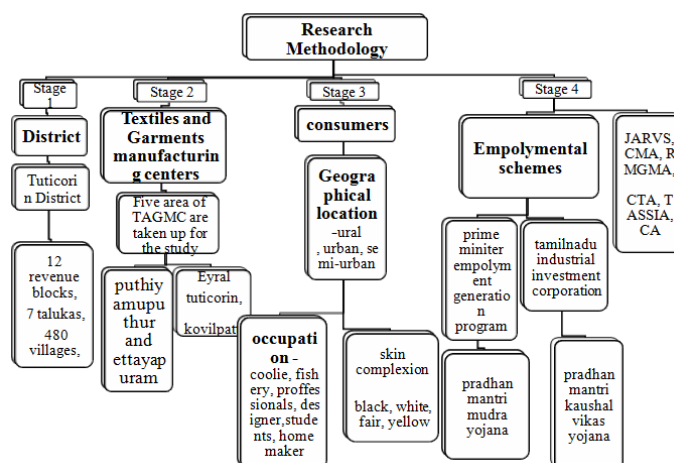 Research
Methodology
Stage
1
Stage 2
Stage 3
Stage 4
District
Tuticori
n District
12
revenue
blocks,
7 talukas,
480
villages,
Textiles and
Garments
manufacturin
g centers
Five area of
TAGMC are
taken up for
the study
puthiy
amupu
thur
and
ettayap
uram
Eyral
tuticorin,
kovilpatt
consumers
Geogra
phical
location
–ural
, urban, se
mi-urban
occupati
on -
coolie, fish
ery, proffes
sionals, des
igner,stude
nts, home
maker
skin
complexion
black, white,
fair, yellow
Empolymental
schemes
prime
miniter
empolym
ent
generatio
n
program
pradhan
mantri
mudra
yojana
tamilnadu
industrial
investment
corporation
pradhan
mantri
kaushal
vikas
yojana
JARVS,
CMA, R
MGMA,
CTA, T
ASSIA,
CA